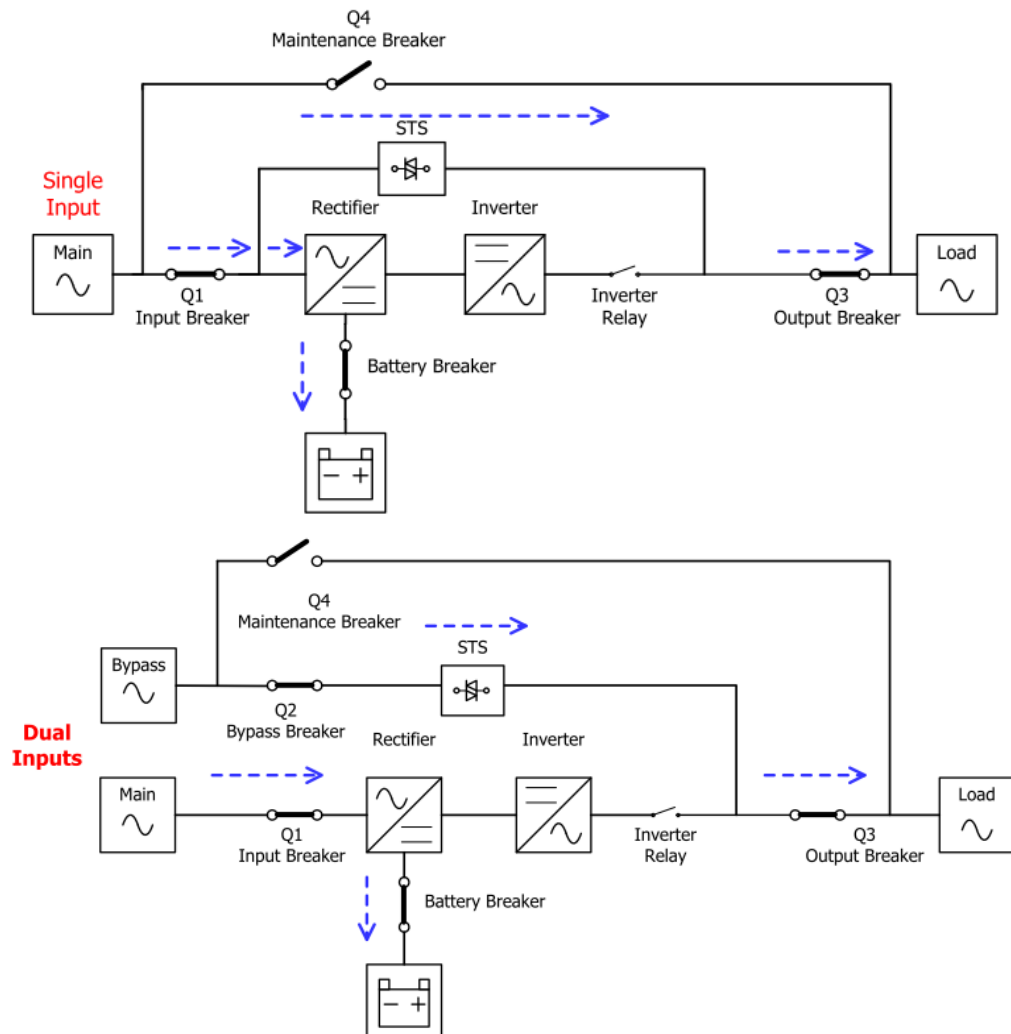 Q4
Maintenance Breaker
STS
Single
Input
Rectifier
Inverter
Main
Load
Q1
Input Breaker
Inverter
Relay
Q3
Output Breaker
Battery Breaker
− +
Q4
Maintenance Breaker
STS
Bypass
Q2
Bypass Breaker
Dual
Inputs
Rectifier
Inverter
Main
Load
Q1
Input Breaker
Inverter
Relay
Q3
Output Breaker
Battery Breaker
− +